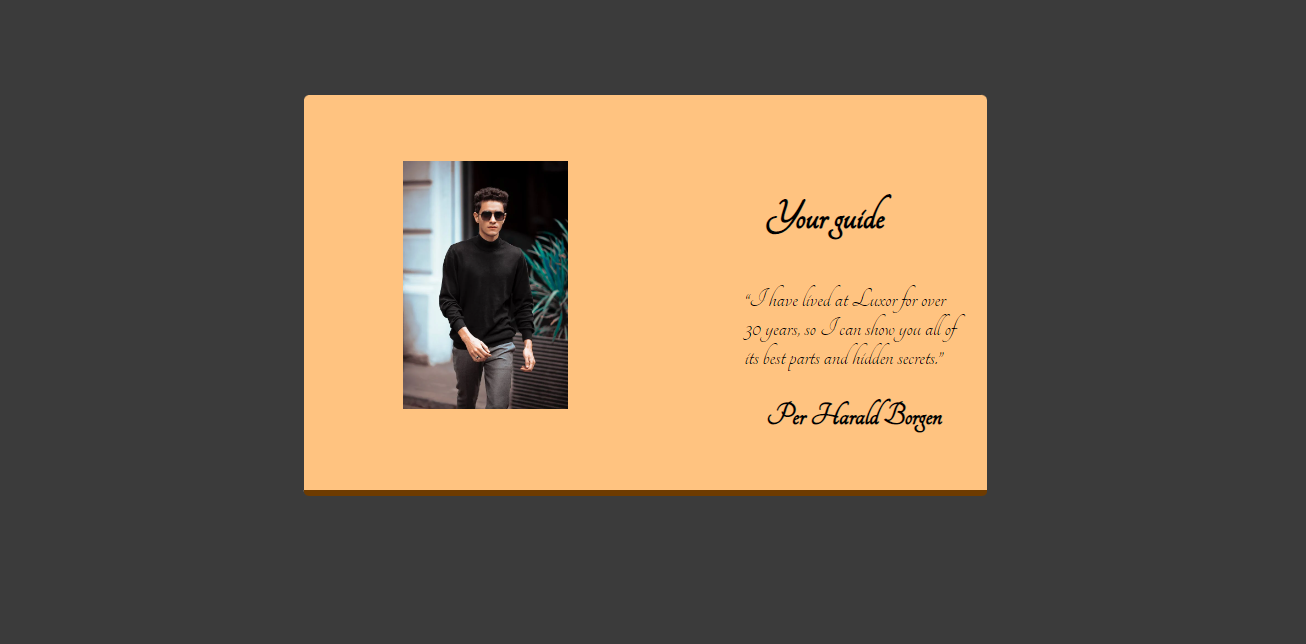 Your guide
“I have lived at Luxor for over
30 years, so I can show you all of
its best parts and hidden secrets.”
Per Harald Borgen